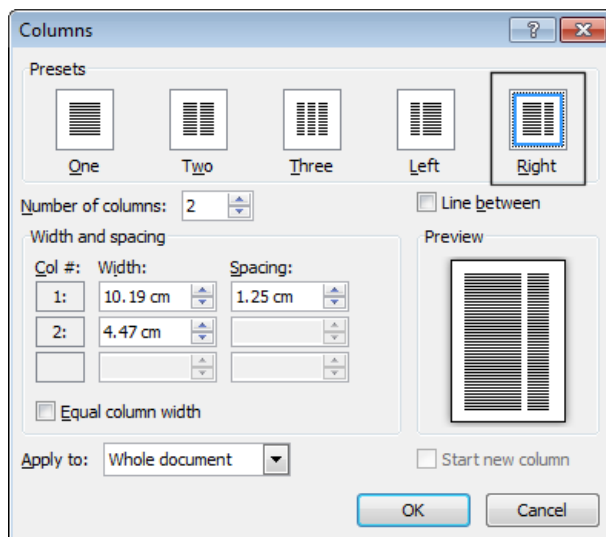 Columns
Presets
One Two Three Left Right
Number of columns: 2 Line between
Width and spacing Preview
Col #: Width: Spacing:
1: 10.19 cm 1.25 cm
2: 4.47 cm
Equal column width
Apply to: Whole document Start new column
OK Cancel